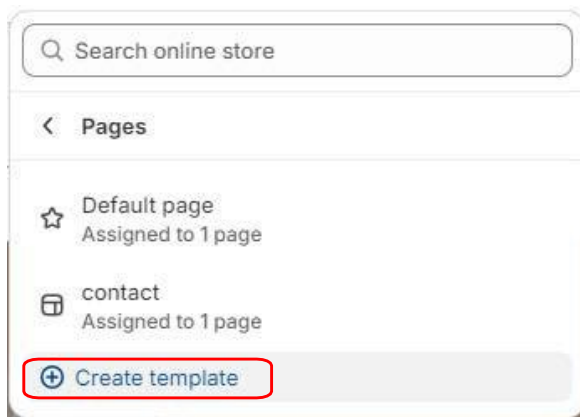 Search online store
Pages
Default page
Assigned to 1 page
contact
Assigned to 1 page
Create template